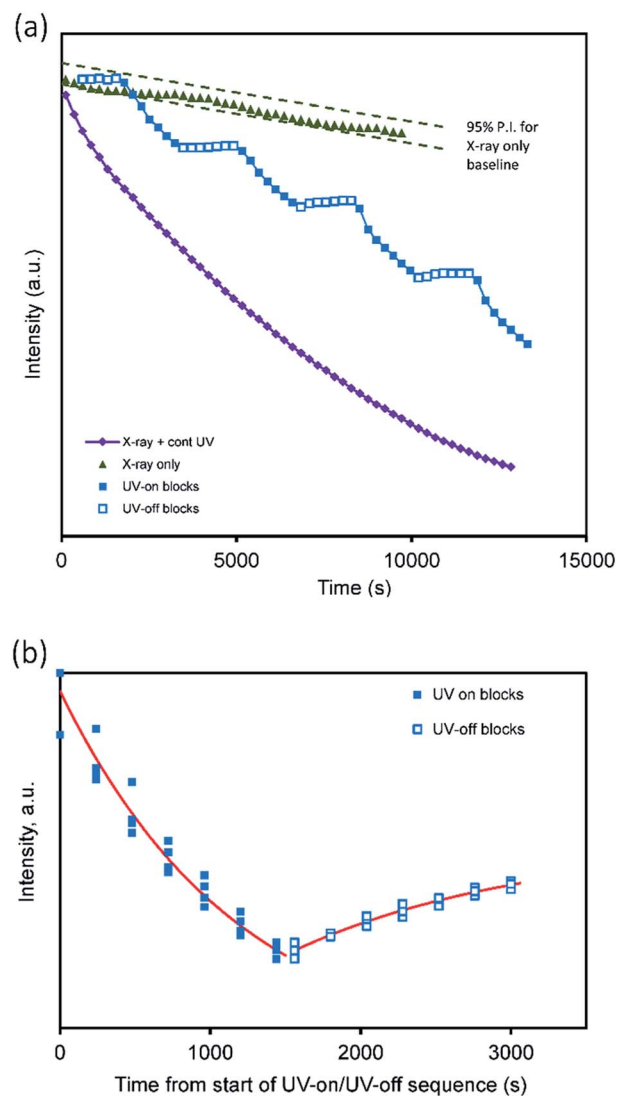 (a)
Intensity (a.u.)
95% P.I. for
X-ray only
baseline
X-ray + cont UV
X-ray only
UV-on blocks
UV-off blocks
0
5000
10000
15000
Time (s)
(b)
Intensity, a.u.
UV on blocks
UV-off blocks
0
1000
2000
3000
Time from start of UV-on/UV-off sequence (s)